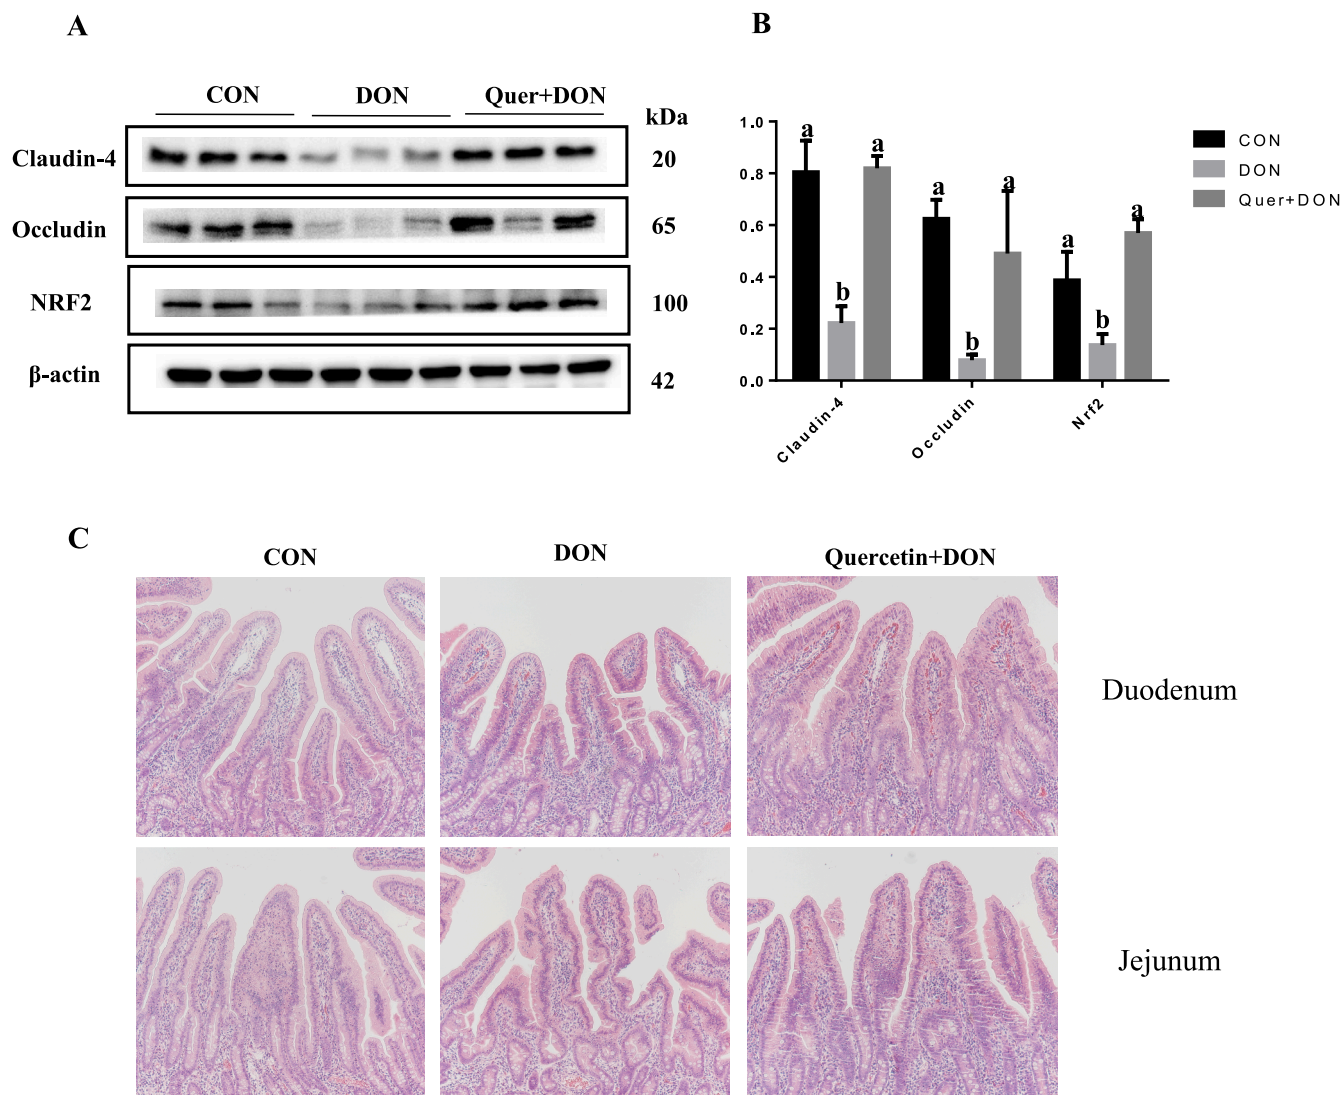 A
CON DON Quer+DON
kDa
Claudin-4 20
Occludin 65
NRF2 100
β-actin 42
B
1.0
0.8
0.6
0.4
0.2
0.0
a b a
a b a
a b a
Claudin-4
Occludin
Nrf2
CON
DON
Quer+DON
C
CON DON Quercetin+DON
Duodenum
Jejunum